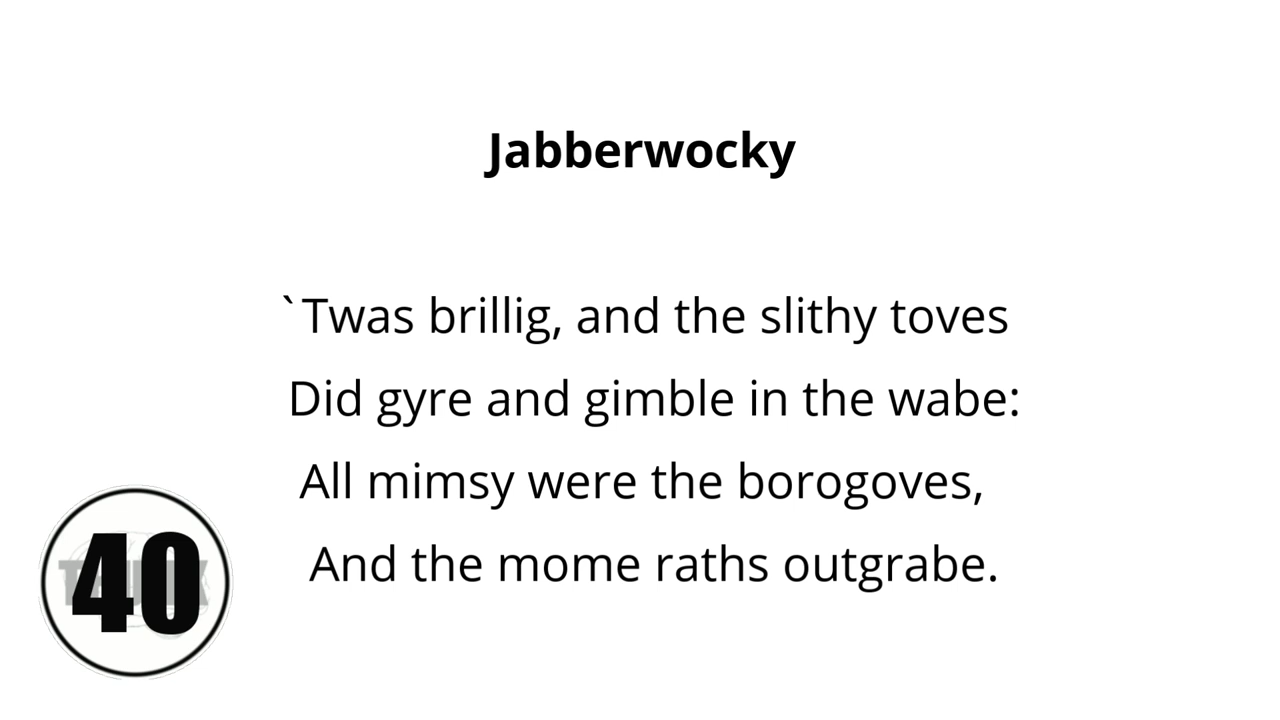 Jabberwocky
`Twas brillig, and the slithy toves
Did gyre and gimble in the wabe:
All mimsy were the borogoves,
And the mome raths outgrabe.
40